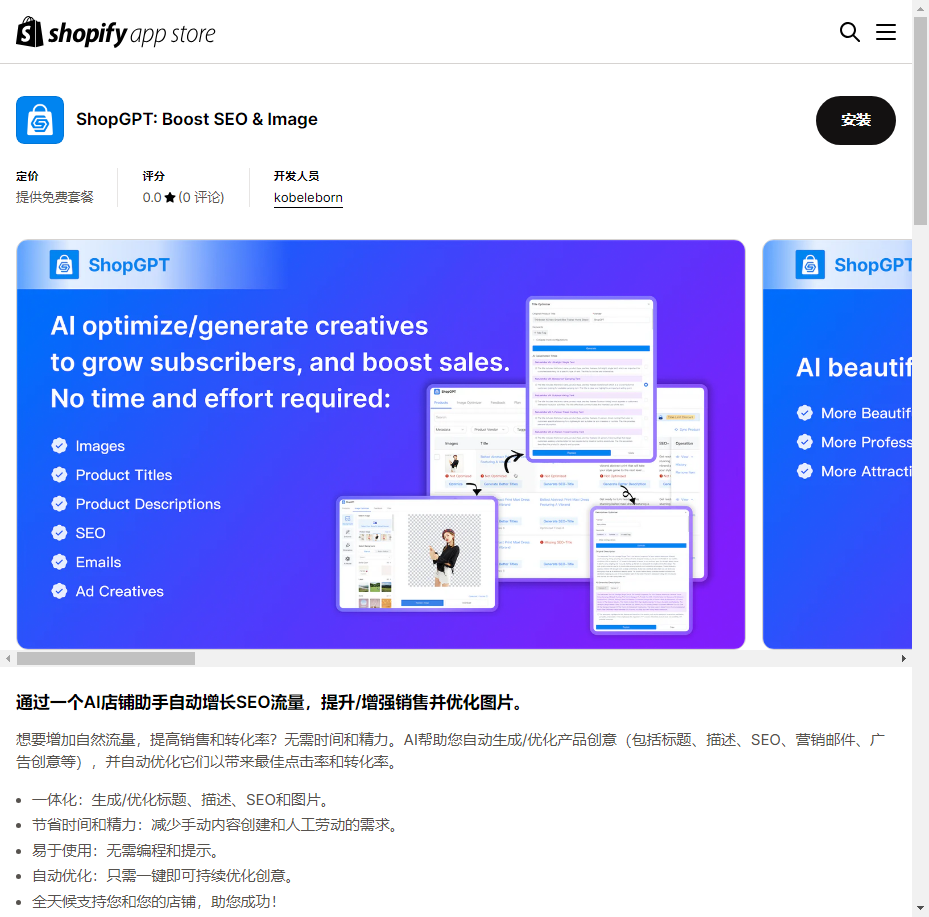 shopify app store
ShopGPT: Boost SEO & Image
安装
定价
提供免费套餐
评分
0.0 ★ (0 评论)
开发人员
kobeleborn
ShopGPT
AI optimize/generate creatives
to grow subscribers, and boost sales.
No time and effort required:
Images
Product Titles
Product Descriptions
SEO
Emails
Ad Creatives
ShopGPT
AI beautif
More Beautif
More Profess
More Attracti
通过一个AI店铺助手自动增长SEO流量，提升/增强销售并优化图片。
想要增加自然流量，提高销售和转化率？无需时间和精力。AI帮助您自动生成/优化产品创意（包括标题、描述、SEO、营销邮件、广
告创意等），并自动优化它们以带来最佳点击率和转化率。
一体化：生成/优化标题、描述、SEO和图片。
节省时间和精力：减少手动内容创建和人工劳动的需求。
易于使用：无需编程和提示。
自动优化：只需一键即可持续优化创意。
全天候支持您和您的店铺，助您成功！